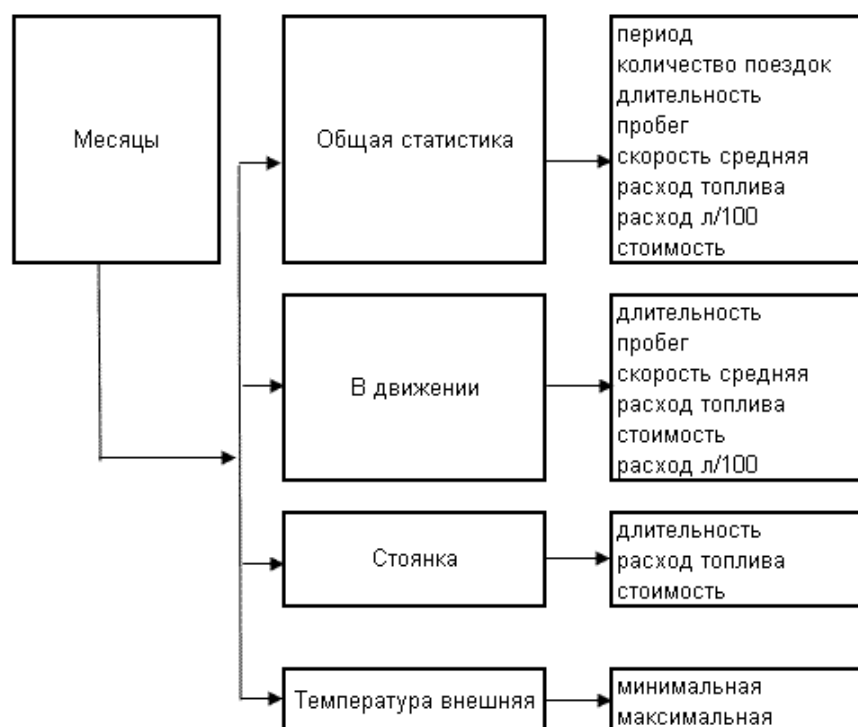 Месяцы
Общая статистика
период
количество поездок
длительность
пробег
скорость средняя
расход топлива
расход л/100
стоимость
В движении
длительность
пробег
скорость средняя
расход топлива
стоимость
расход л/100
Стоянка
длительность
расход топлива
стоимость
Температура внешняя
минимальная
максимальная